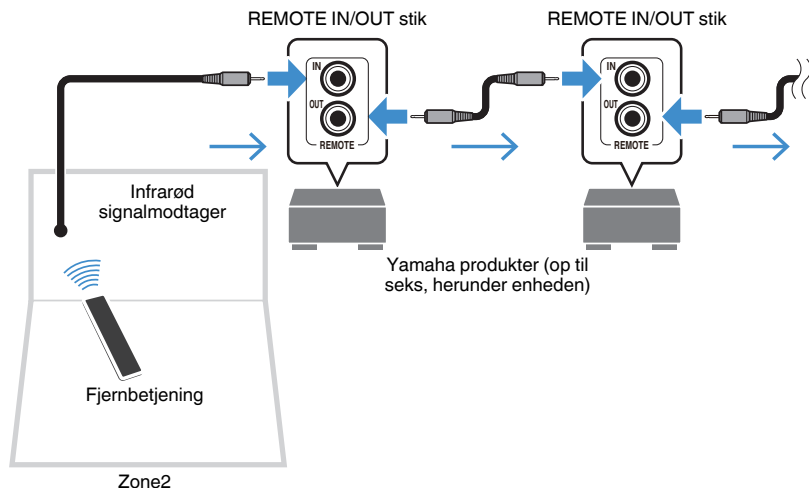 REMOTE IN/OUT stik
REMOTE IN/OUT stik
IN
OUT
REMOTE
IN
OUT
REMOTE
Infrarød
signalmodtager
Yamaha produkter (op til
seks, herunder enheden)
Fjernbetjening
Zone2